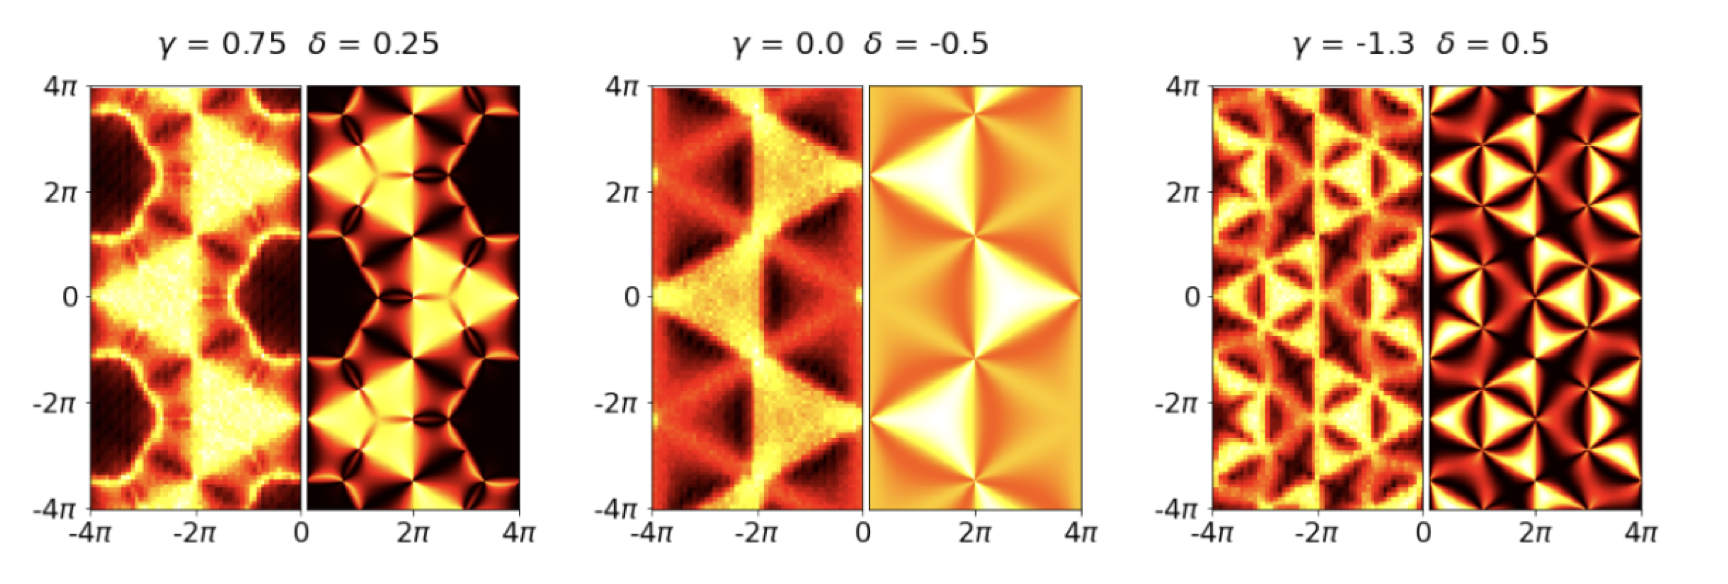 γ = 0.75 δ = 0.25
γ = 0.0 δ = -0.5
γ = -1.3 δ = 0.5
4π
2π
0
-2π
-4π
-4π -2π 0 2π 4π
4π
2π
0
-2π
-4π
-4π -2π 0 2π 4π
4π
2π
0
-2π
-4π
-4π -2π 0 2π 4π